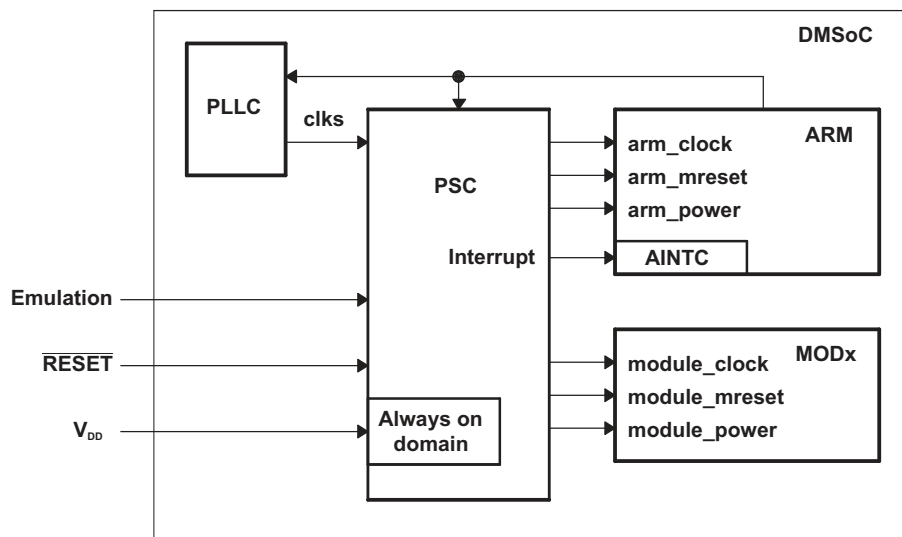 DMSoC
PLLC
clks
PSC
Interrupt
ARM
arm_clock
arm_mreset
arm_power
AINTC
Emulation
RESET
V_DD
Always on
domain
MODx
module_clock
module_mreset
module_power